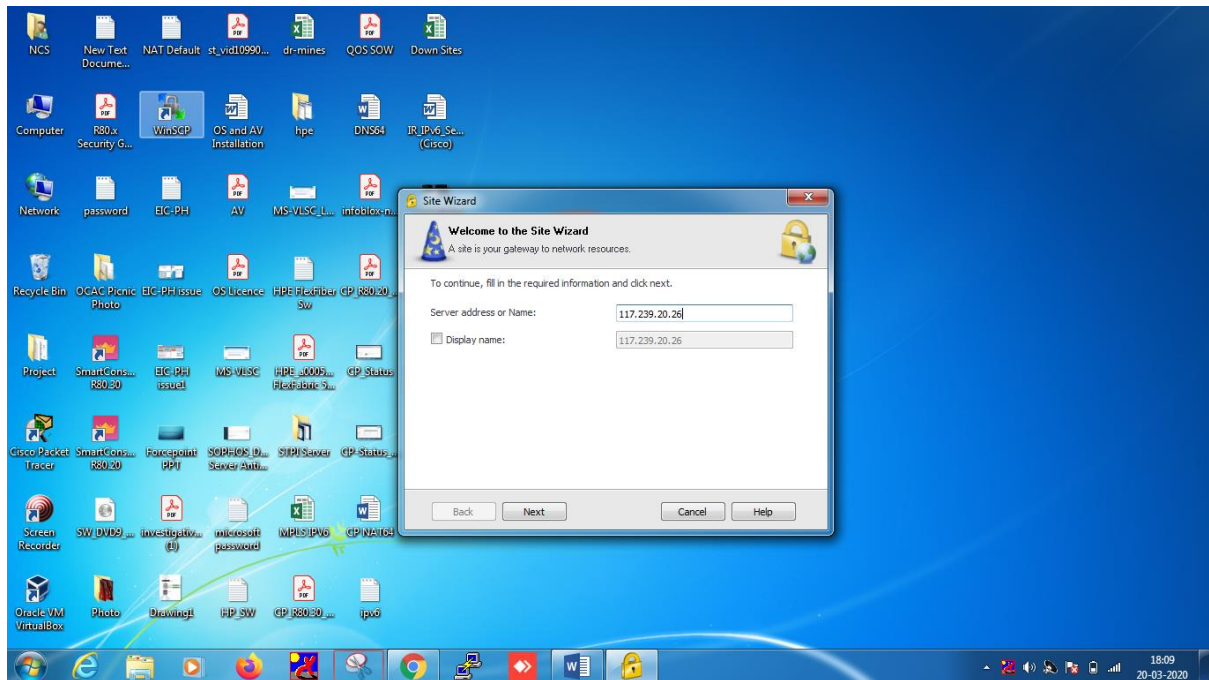 NCS
New Text
Docume...
NAT Default
st_vid10990...
dr-mines
QOS SOW
Down Sites
Computer
R80.x
Security G...
WinSCP
OS and AV
Installation
hpe
DNS64
IR_IPv6_Se...
(Cisco)
Network
password
EIC-PH
AV
MS-VLSC_L...
infoblox-n...
Recycle Bin
OCAC Picnic
Photo
EIC-PH issue
OS Licence
HPE FlexFiber
Sw
CP_R80.20_...
Project
SmartCons...
R80.30
EIC-PH
issue1
MS-VLSC
HPE_a0005...
FlexFabric 5...
CP_Status
Cisco Packet
Tracer
SmartCons...
R80.20
Forcepoint
PPT
SOPHOS_D...
Server Anti...
STPI Server
CP-Status_...
Screen
Recorder
SW_DVD9_...
investigativ...
(1)
microsoft
password
MPLS IPV6
CP NAT64
Oracle VM
VirtualBox
Photo
Drawing1
HP_SW
CP_R80.30_...
ipv6
Site Wizard
Welcome to the Site Wizard
A site is your gateway to network resources.
To continue, fill in the required information and click next.
Server address or Name:
117.239.20.26
Display name:
117.239.20.26
Back
Next
Cancel
Help
18:09
20-03-2020